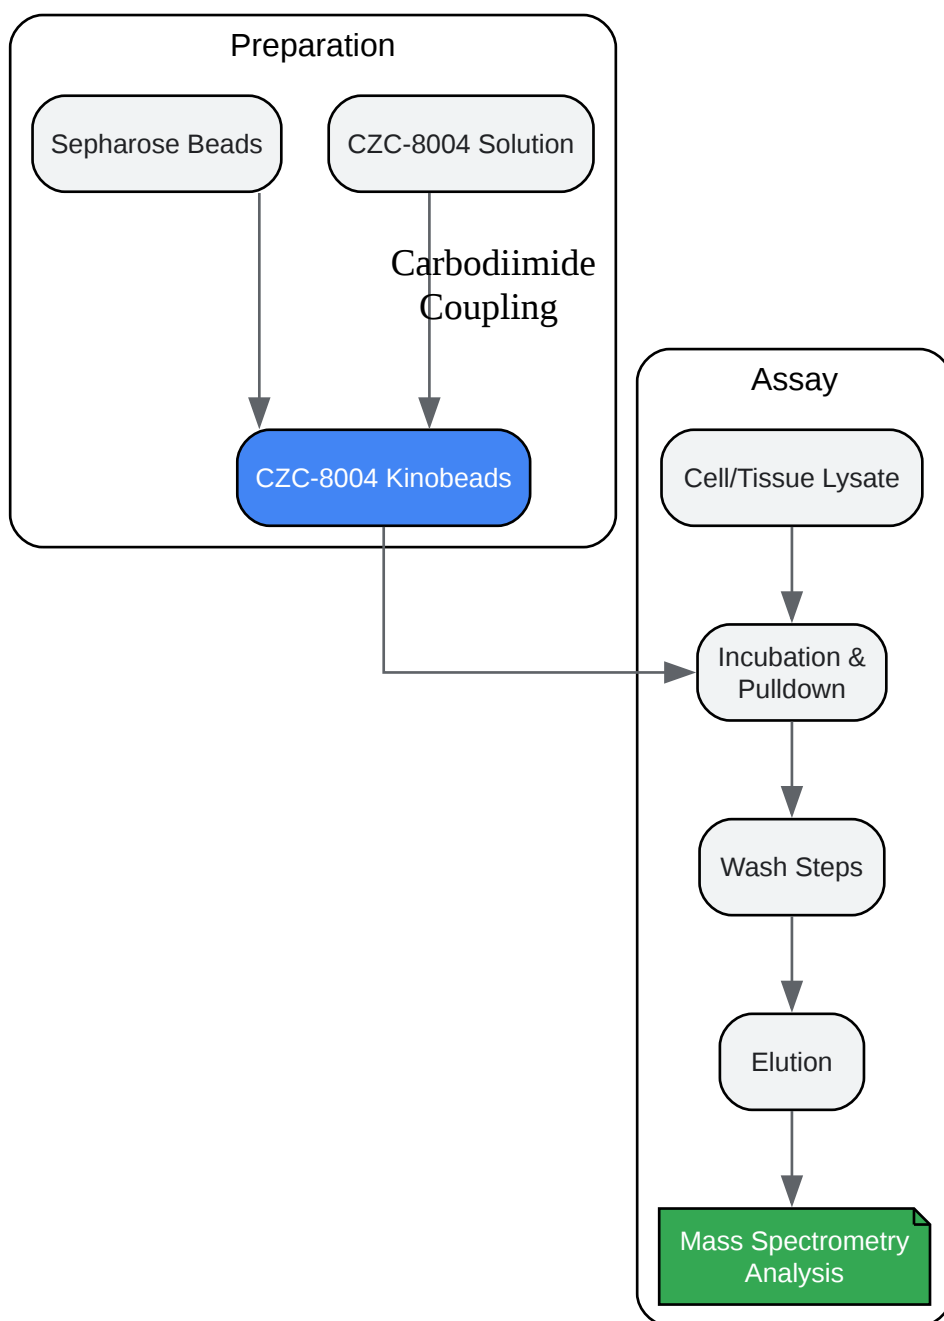 Preparation
Sepharose Beads
CZC-8004 Solution
Carbodiimide
Coupling
CZC-8004 Kinobeads
Assay
Cell/Tissue Lysate
Incubation &
Pulldown
Wash Steps
Elution
Mass Spectrometry
Analysis